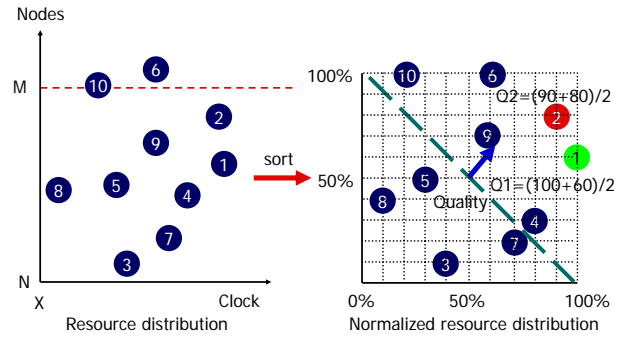 Nodes
M
10
6
2
9
1
8
5
4
7
3
N
X
Clock
Resource distribution
sort
100%
50%
10
6
Q2=(90+80)/2
2
9
1
5
Q1=(100+60)/2
8
Quality
4
7
3
0%
50%
100%
Normalized resource distribution